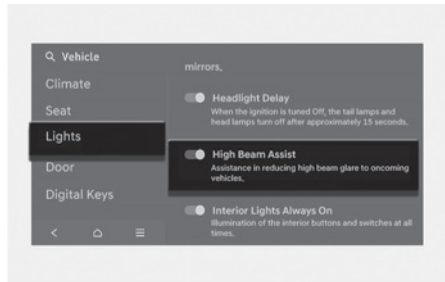 Vehicle
Climate
Seat
Lights
Door
Digital Keys
mirrors,
Headlight Delay
When the ignition is tuned Off, the tail lamps and
head lamps turn off after approximately 15 seconds,
High Beam Assist
Assistance in reducing high beam glare to oncoming
vehicles,
Interior Lights Always On
Illumination of the interior buttons and switches at all
times,